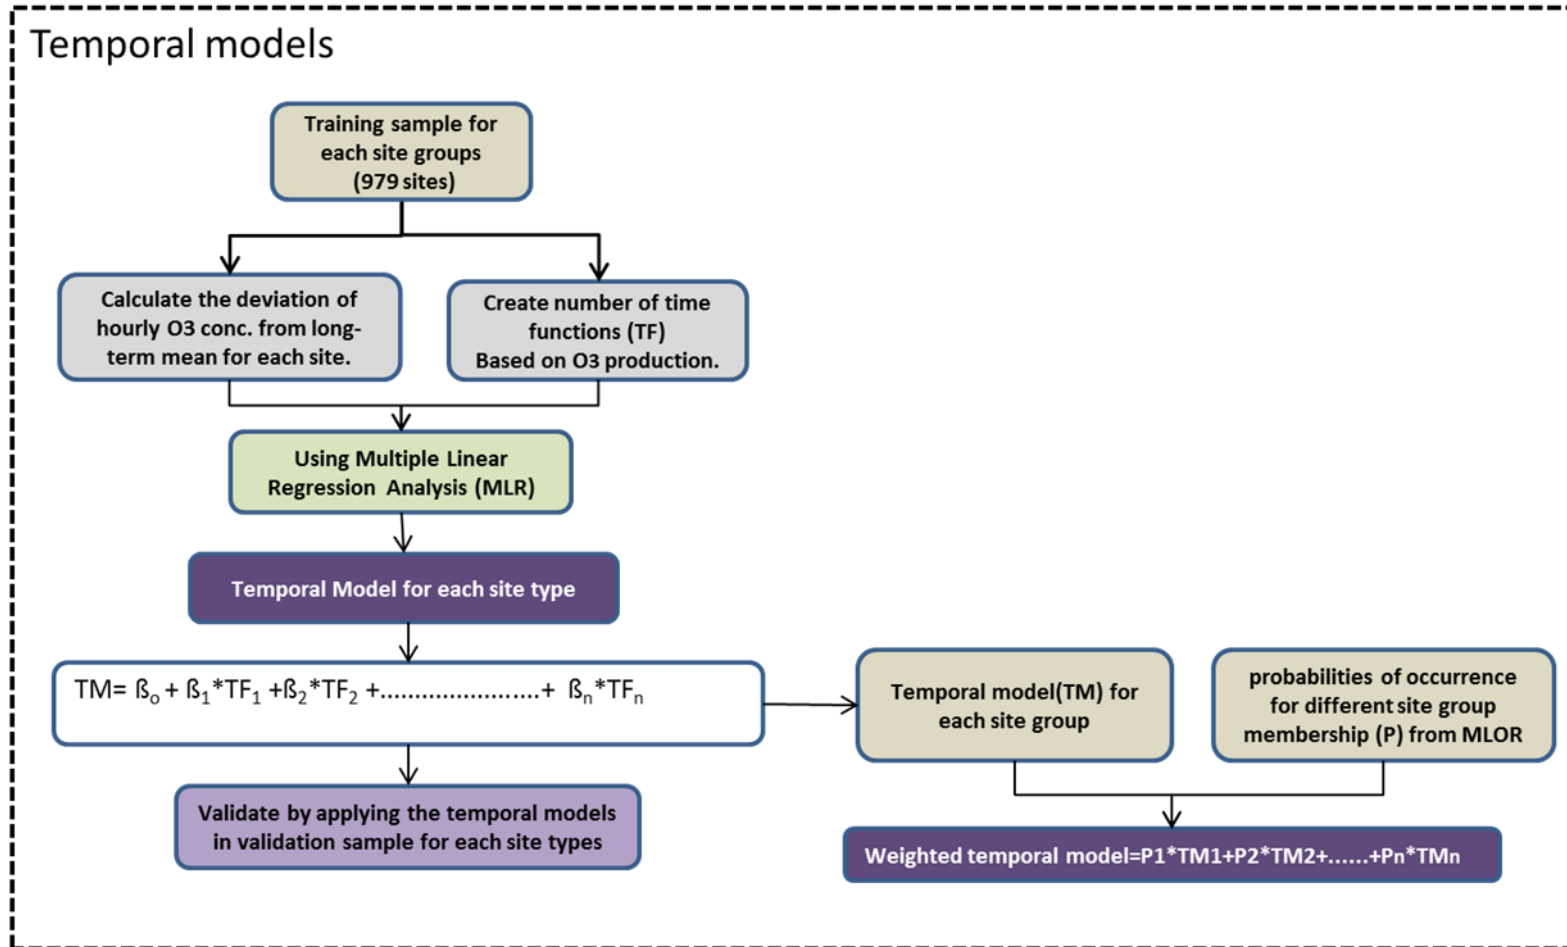 Temporal models
Training sample for
each site groups
(979 sites)
Calculate the deviation of
hourly O3 conc. from long-
term mean for each site.
Create number of time
functions (TF)
Based on O3 production.
Using Multiple Linear
Regression Analysis (MLR)
Temporal Model for each site type
TM= ßₒ + ß₁*TF₁ +ß₂*TF₂ +.......................+ ßₙ*TFₙ
Temporal model(TM) for
each site group
probabilities of occurrence
for different site group
membership (P) from MLOR
Validate by applying the temporal models
in validation sample for each site types
Weighted temporal model=P1*TM1+P2*TM2+......+Pn*TMn